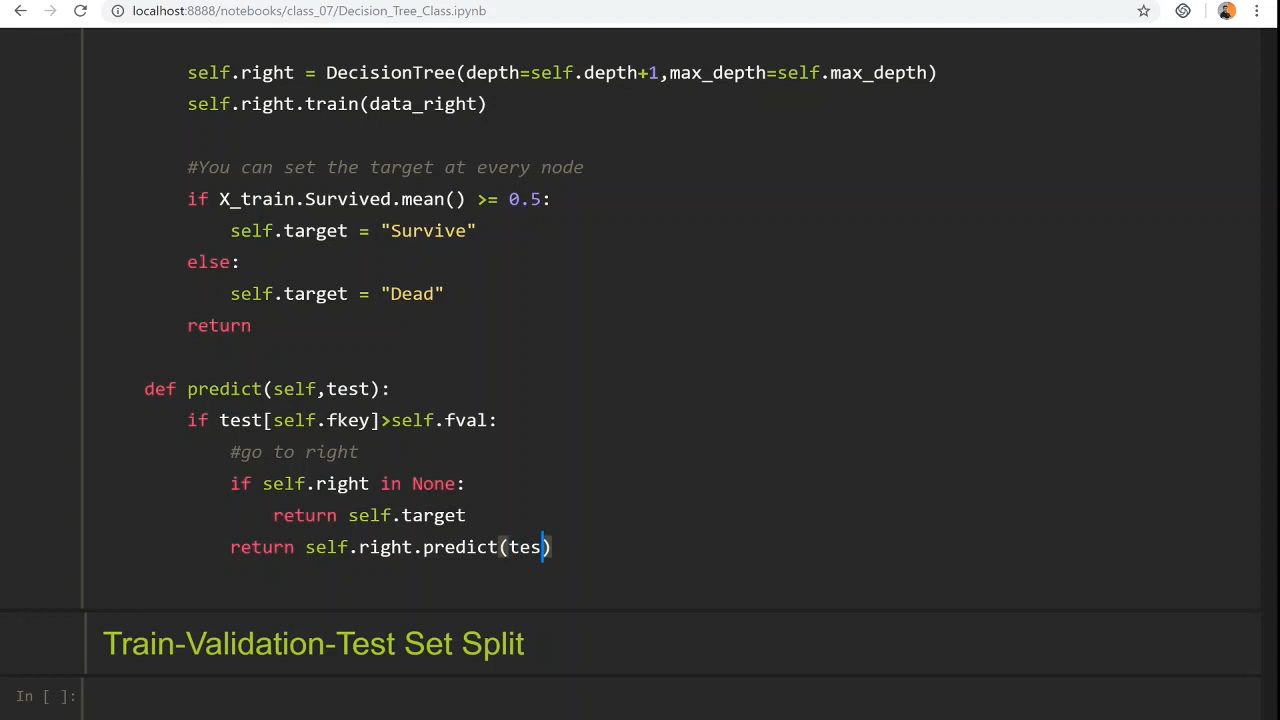 localhost:8888/notebooks/class_07/Decision_Tree_Class.ipynb
self.right = DecisionTree(depth=self.depth+1,max_depth=self.max_depth)
self.right.train(data_right)
#You can set the target at every node
if X_train.Survived.mean() >= 0.5:
self.target = "Survive"
else:
self.target = "Dead"
return
def predict(self,test):
if test[self.fkey]>self.fval:
#go to right
if self.right in None:
return self.target
return self.right.predict(tes)
Train-Validation-Test Set Split
In [ ]: